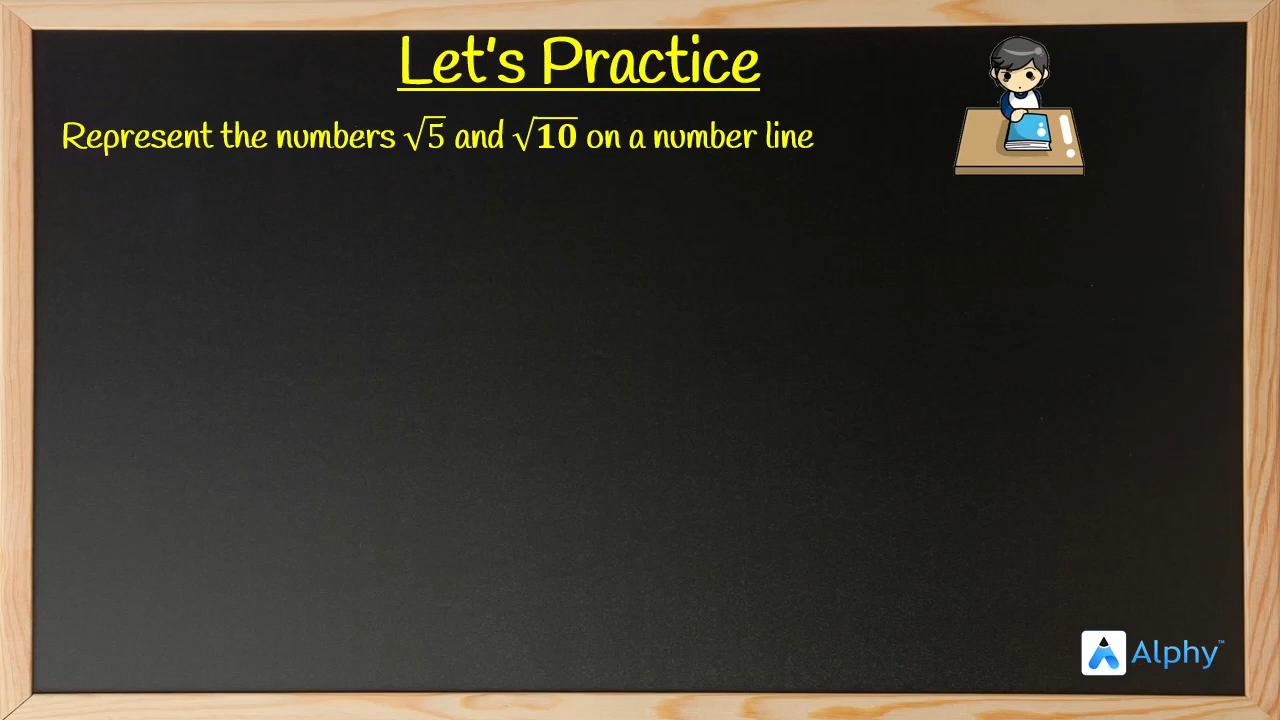 Let's Practice
Represent the numbers √5 and √10 on a number line
Alphy™